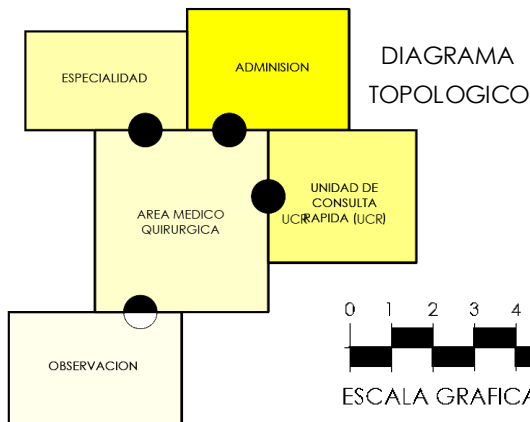 DIAGRAMA
TOPOLOGICO
ESPECIALIDAD
ADMINISION
AREA MEDICO
QUIRURGICA
UNIDAD DE
CONSULTA
RAPIDA (UCR)
UCR
OBSERVACION
0 1 2 3 4
ESCALA GRAFICA